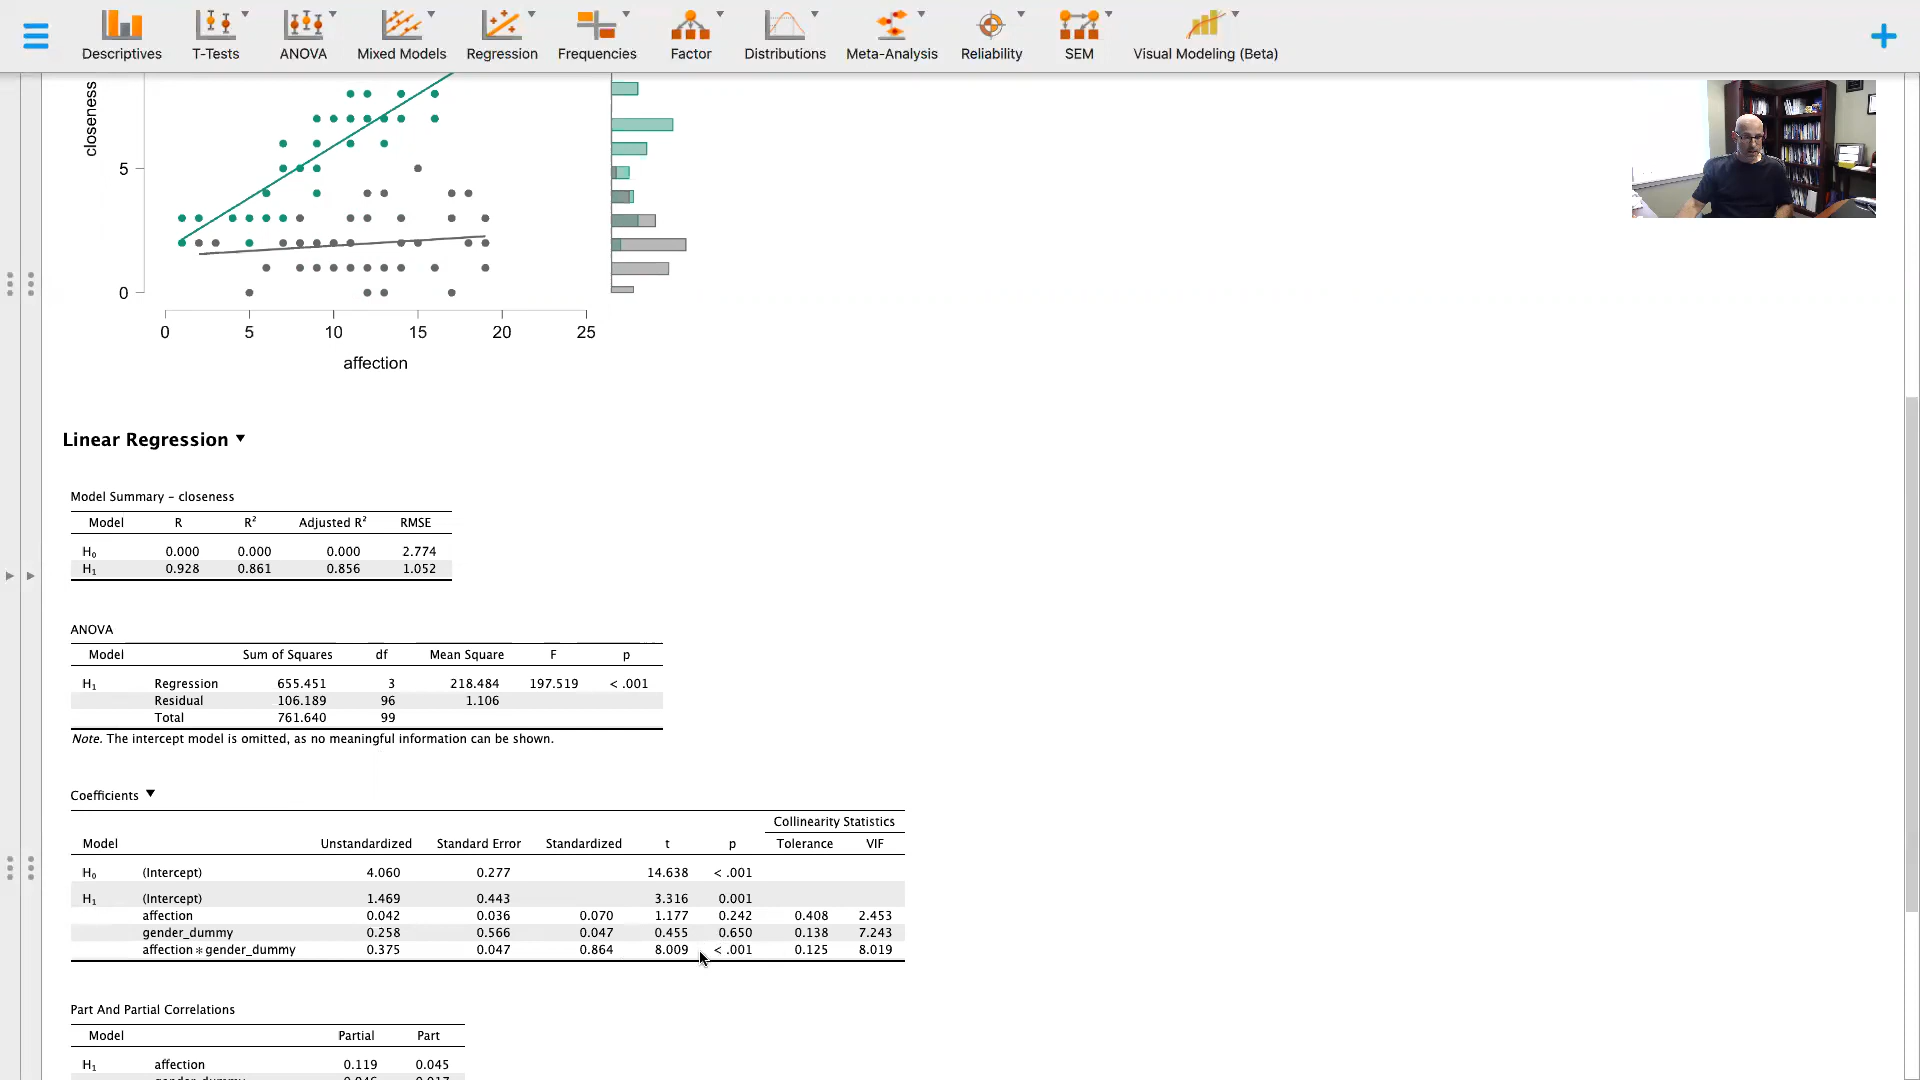 Descriptives T-Tests ANOVA Mixed Models Regression Frequencies Factor Distributions Meta-Analysis Reliability SEM Visual Modeling (Beta)
closeness
5
0
0 5 10 15 20 25
affection
Linear Regression
Model Summary – closeness
Model R R² Adjusted R² RMSE
H₀ 0.000 0.000 0.000 2.774
H₁ 0.928 0.861 0.856 1.052
ANOVA
Model Sum of Squares df Mean Square F p
H₁ Regression 655.451 3 218.484 197.519 < .001
Residual 106.189 96 1.106
Total 761.640 99
Note. The intercept model is omitted, as no meaningful information can be shown.
Coefficients
Collinearity Statistics
Model Unstandardized Standard Error Standardized t p Tolerance VIF
H₀ (Intercept) 4.060 0.277 14.638 < .001
H₁ (Intercept) 1.469 0.443 3.316 0.001
affection 0.042 0.036 0.070 1.177 0.242 0.408 2.453
gender_dummy 0.258 0.566 0.047 0.455 0.650 0.138 7.243
affection ∗ gender_dummy 0.375 0.047 0.864 8.009 < .001 0.125 8.019
Part And Partial Correlations
Model Partial Part
H₁ affection 0.119 0.045